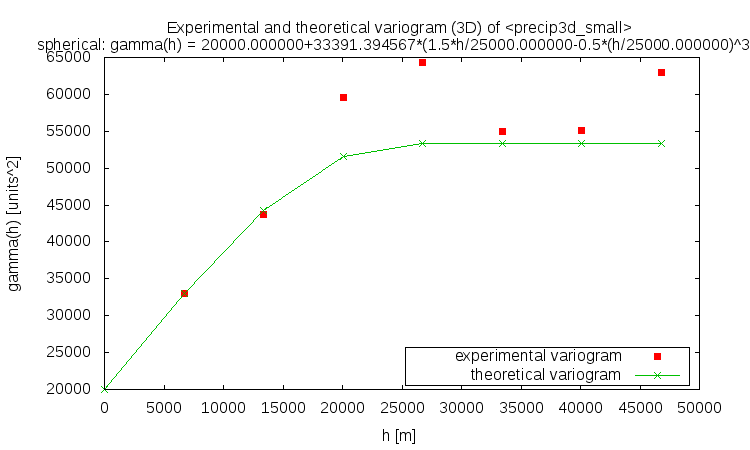 Experimental and theoretical variogram (3D) of <precip3d_small>
spherical: gamma(h) = 20000.000000+33391.394567*(1.5*h/25000.000000-0.5*(h/25000.000000)^3
65000
60000
55000
50000
45000
40000
35000
30000
25000
20000
gamma(h) [units^2]
experimental variogram
theoretical variogram
0 5000 10000 15000 20000 25000 30000 35000 40000 45000 50000
h [m]